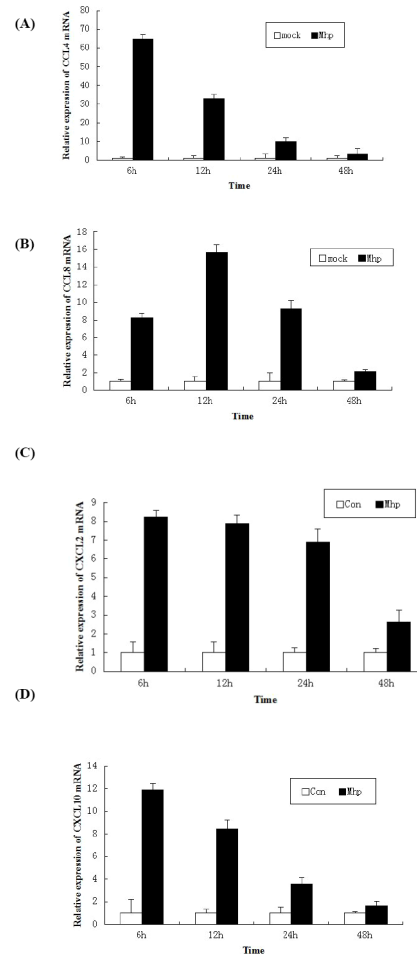 (A)
Relative expression of CCL4 mRNA
80
70
60
50
40
30
20
10
0
mock Mhp
6h 12h 24h 48h
Time
(B)
Relative expression of CCL8 mRNA
18
16
14
12
10
8
6
4
2
0
mock Mhp
6h 12h 24h 48h
Time
(C)
Relative expression of CXCL2 mRNA
9
8
7
6
5
4
3
2
1
0
Con Mhp
6h 12h 24h 48h
Time
(D)
Relative expression of CXCL10 mRNA
14
12
10
8
6
4
2
0
Con Mhp
6h 12h 24h 48h
Time